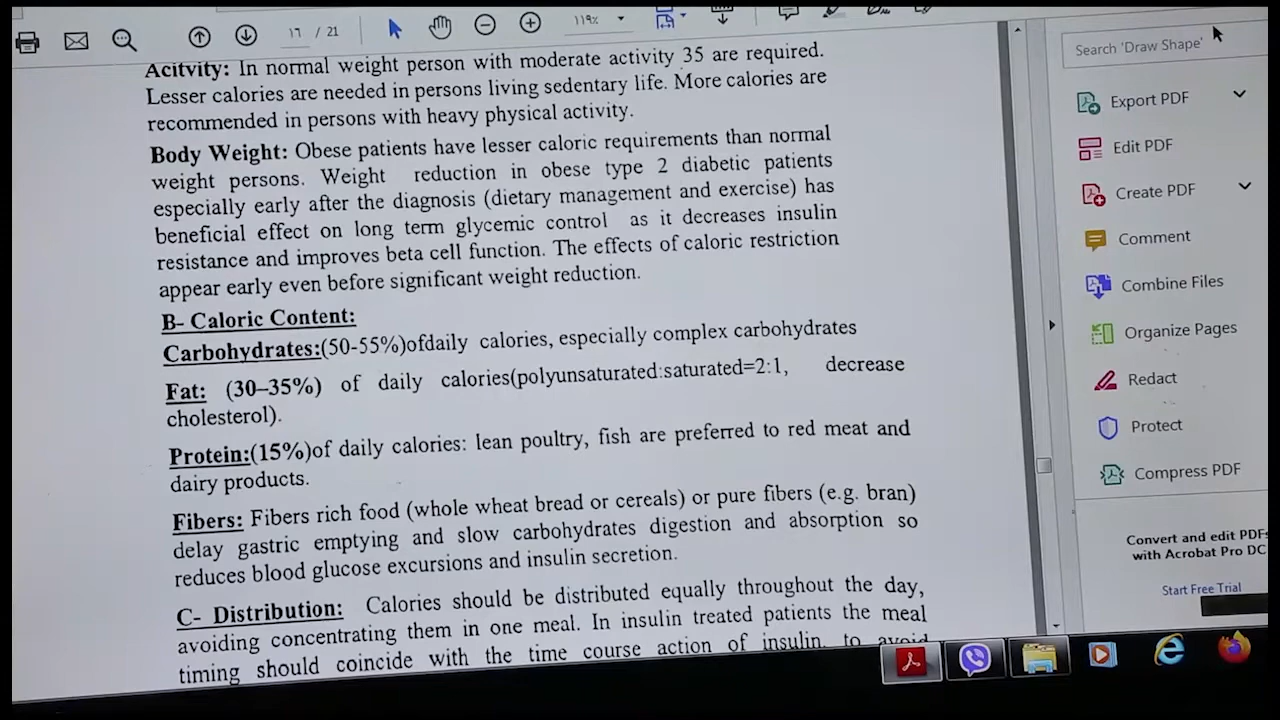 ١٦ / 21
١١٩%
Search 'Draw Shape'
Export PDF
Edit PDF
Create PDF
Comment
Combine Files
Organize Pages
Redact
Protect
Compress PDF
Convert and edit PDFs
with Acrobat Pro DC
Start Free Trial
Acitvity: In normal weight person with moderate activity 35 are required.
Lesser calories are needed in persons living sedentary life. More calories are
recommended in persons with heavy physical activity.
Body Weight: Obese patients have lesser caloric requirements than normal
weight persons. Weight reduction in obese type 2 diabetic patients
especially early after the diagnosis (dietary management and exercise) has
beneficial effect on long term glycemic control as it decreases insulin
resistance and improves beta cell function. The effects of caloric restriction
appear early even before significant weight reduction.
B- Caloric Content:
Carbohydrates:(50-55%)ofdaily calories, especially complex carbohydrates
Fat: (30–35%) of daily calories(polyunsaturated:saturated=2:1, decrease
cholesterol).
Protein:(15%)of daily calories: lean poultry, fish are preferred to red meat and
dairy products.
Fibers: Fibers rich food (whole wheat bread or cereals) or pure fibers (e.g. bran)
delay gastric emptying and slow carbohydrates digestion and absorption so
reduces blood glucose excursions and insulin secretion.
C- Distribution: Calories should be distributed equally throughout the day,
avoiding concentrating them in one meal. In insulin treated patients the meal
timing should coincide with the time course action of insulin, to avoid